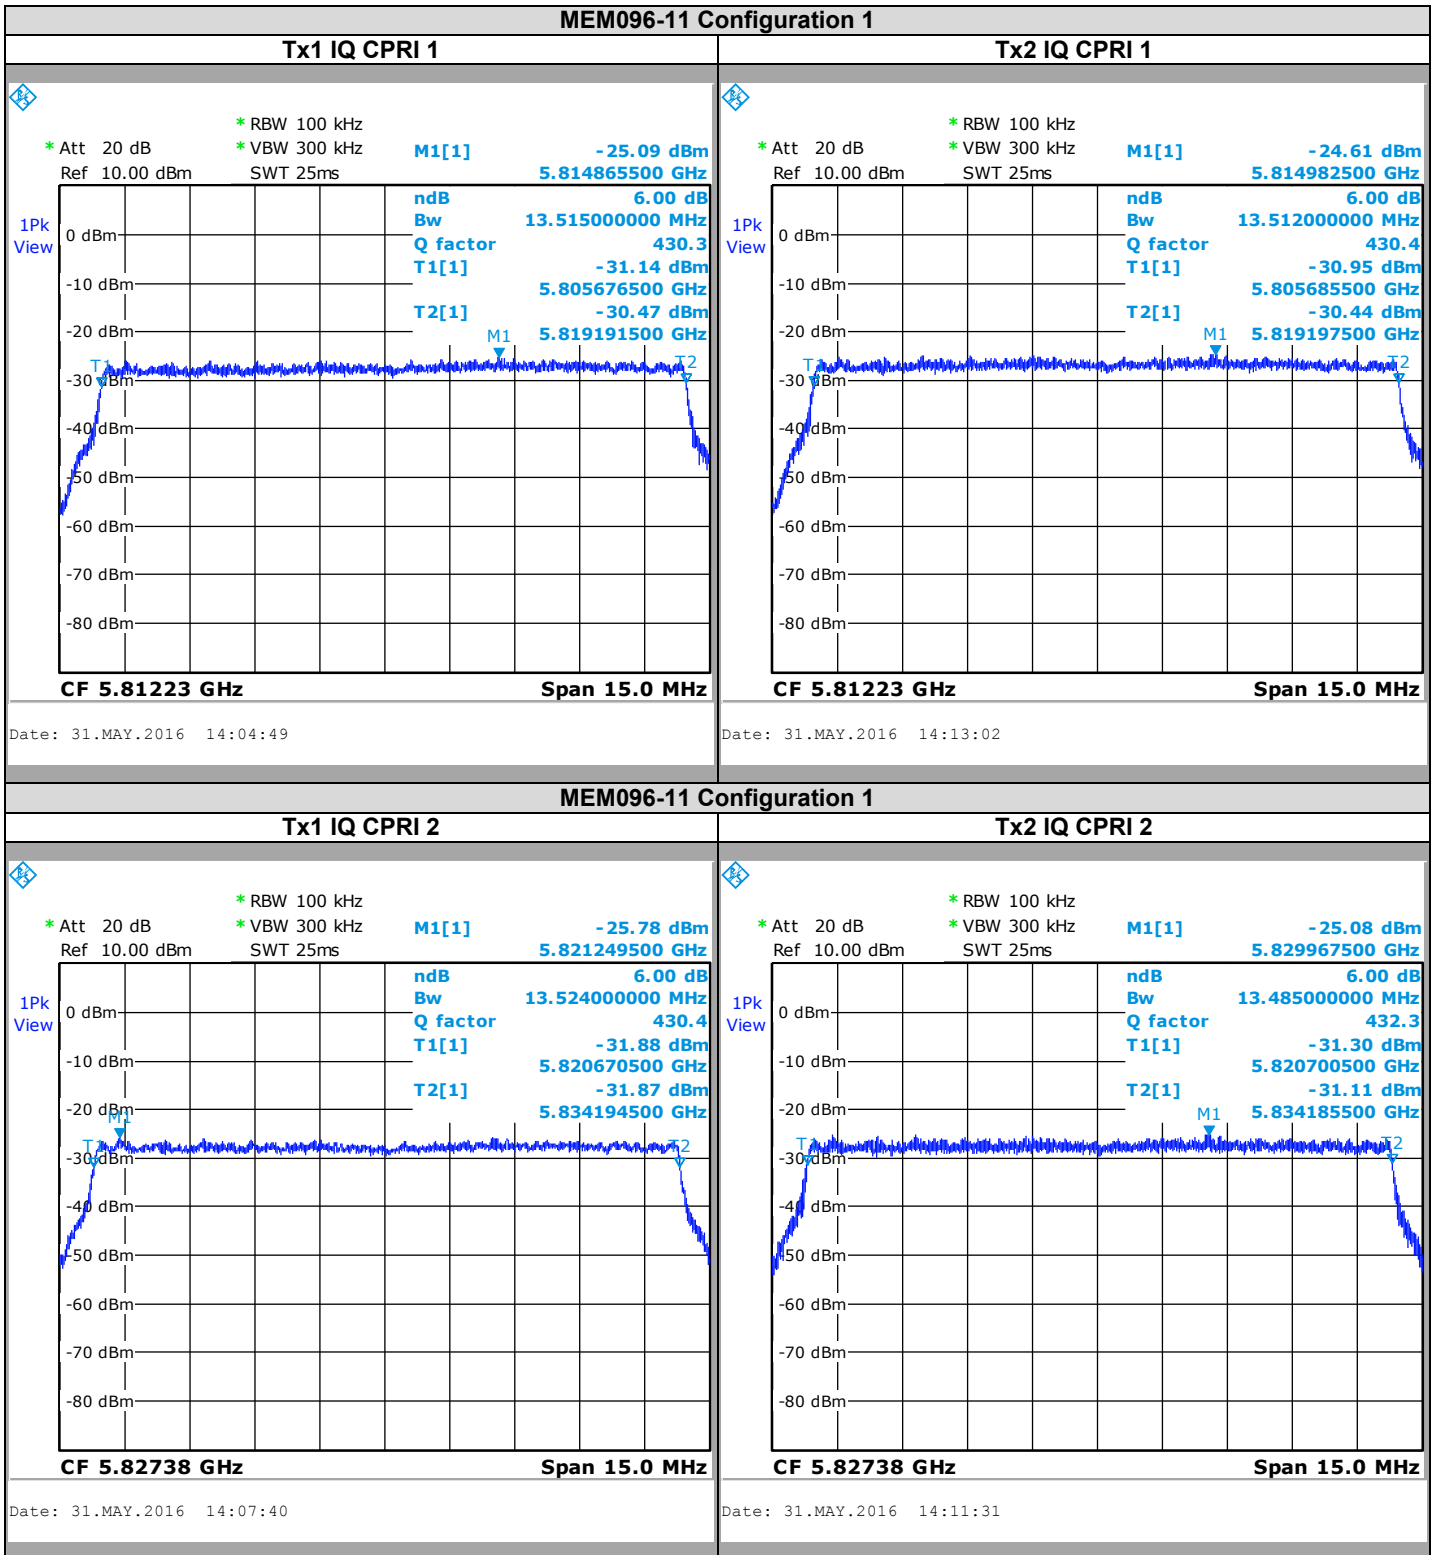 MEM096-11 Configuration 1
Tx1 IQ CPRI 1
Tx2 IQ CPRI 1
* RBW 100 kHz
* Att 20 dB * VBW 300 kHz M1[1] -25.09 dBm
Ref 10.00 dBm SWT 25ms 5.814865500 GHz
ndB 6.00 dB
1Pk Bw 13.515000000 MHz
View 0 dBm Q factor 430.3
T1[1] -31.14 dBm
-10 dBm 5.805676500 GHz
T2[1] -30.47 dBm
-20 dBm M1 5.819191500 GHz
T1 T2
-30 dBm
-40 dBm
-50 dBm
-60 dBm
-70 dBm
-80 dBm
CF 5.81223 GHz Span 15.0 MHz
Date: 31.MAY.2016 14:04:49
* RBW 100 kHz
* Att 20 dB * VBW 300 kHz M1[1] -24.61 dBm
Ref 10.00 dBm SWT 25ms 5.814982500 GHz
ndB 6.00 dB
1Pk Bw 13.512000000 MHz
View 0 dBm Q factor 430.4
T1[1] -30.95 dBm
-10 dBm 5.805685500 GHz
T2[1] -30.44 dBm
-20 dBm M1 5.819197500 GHz
T1 T2
-30 dBm
-40 dBm
-50 dBm
-60 dBm
-70 dBm
-80 dBm
CF 5.81223 GHz Span 15.0 MHz
Date: 31.MAY.2016 14:13:02
MEM096-11 Configuration 1
Tx1 IQ CPRI 2
Tx2 IQ CPRI 2
* RBW 100 kHz
* Att 20 dB * VBW 300 kHz M1[1] -25.78 dBm
Ref 10.00 dBm SWT 25ms 5.821249500 GHz
ndB 6.00 dB
1Pk Bw 13.524000000 MHz
View 0 dBm Q factor 430.4
T1[1] -31.88 dBm
-10 dBm 5.820670500 GHz
T2[1] -31.87 dBm
-20 dBm M1 5.834194500 GHz
T1 T2
-30 dBm
-40 dBm
-50 dBm
-60 dBm
-70 dBm
-80 dBm
CF 5.82738 GHz Span 15.0 MHz
Date: 31.MAY.2016 14:07:40
* RBW 100 kHz
* Att 20 dB * VBW 300 kHz M1[1] -25.08 dBm
Ref 10.00 dBm SWT 25ms 5.829967500 GHz
ndB 6.00 dB
1Pk Bw 13.485000000 MHz
View 0 dBm Q factor 432.3
T1[1] -31.30 dBm
-10 dBm 5.820700500 GHz
T2[1] -31.11 dBm
-20 dBm M1 5.834185500 GHz
T1 T2
-30 dBm
-40 dBm
-50 dBm
-60 dBm
-70 dBm
-80 dBm
CF 5.82738 GHz Span 15.0 MHz
Date: 31.MAY.2016 14:11:31